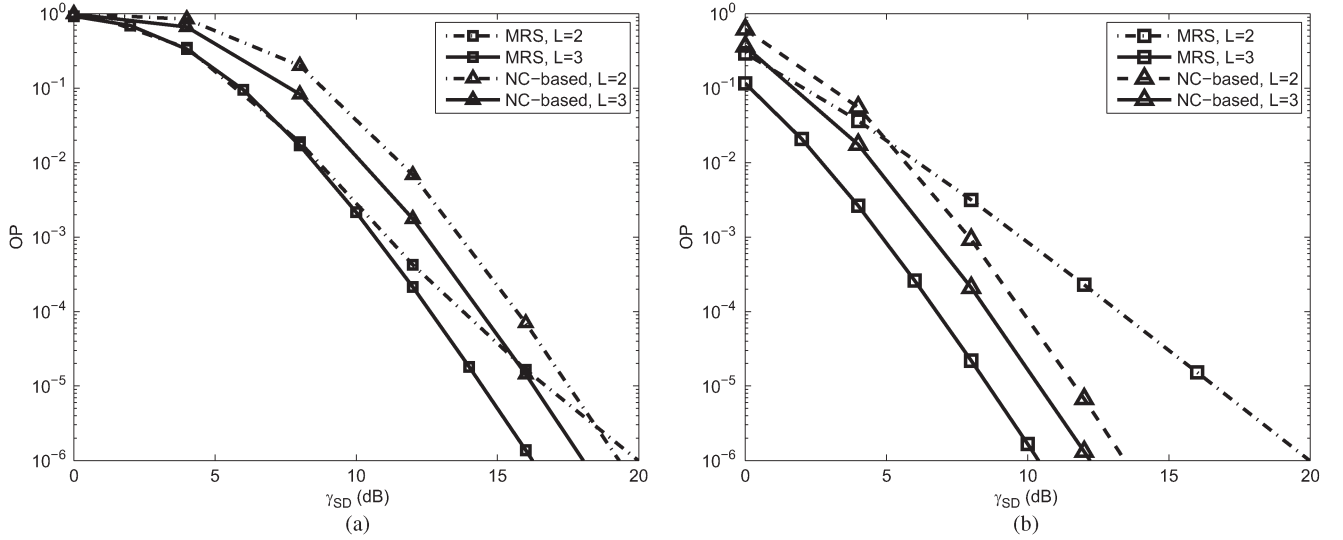 10^0
10^-1
10^-2
10^-3
10^-4
10^-5
10^-6
OP
0
5
10
15
20
γSD (dB)
MRS, L=2
MRS, L=3
NC-based, L=2
NC-based, L=3
(a)
10^0
10^-1
10^-2
10^-3
10^-4
10^-5
10^-6
OP
0
5
10
15
20
γSD (dB)
MRS, L=2
MRS, L=3
NC-based, L=2
NC-based, L=3
(b)